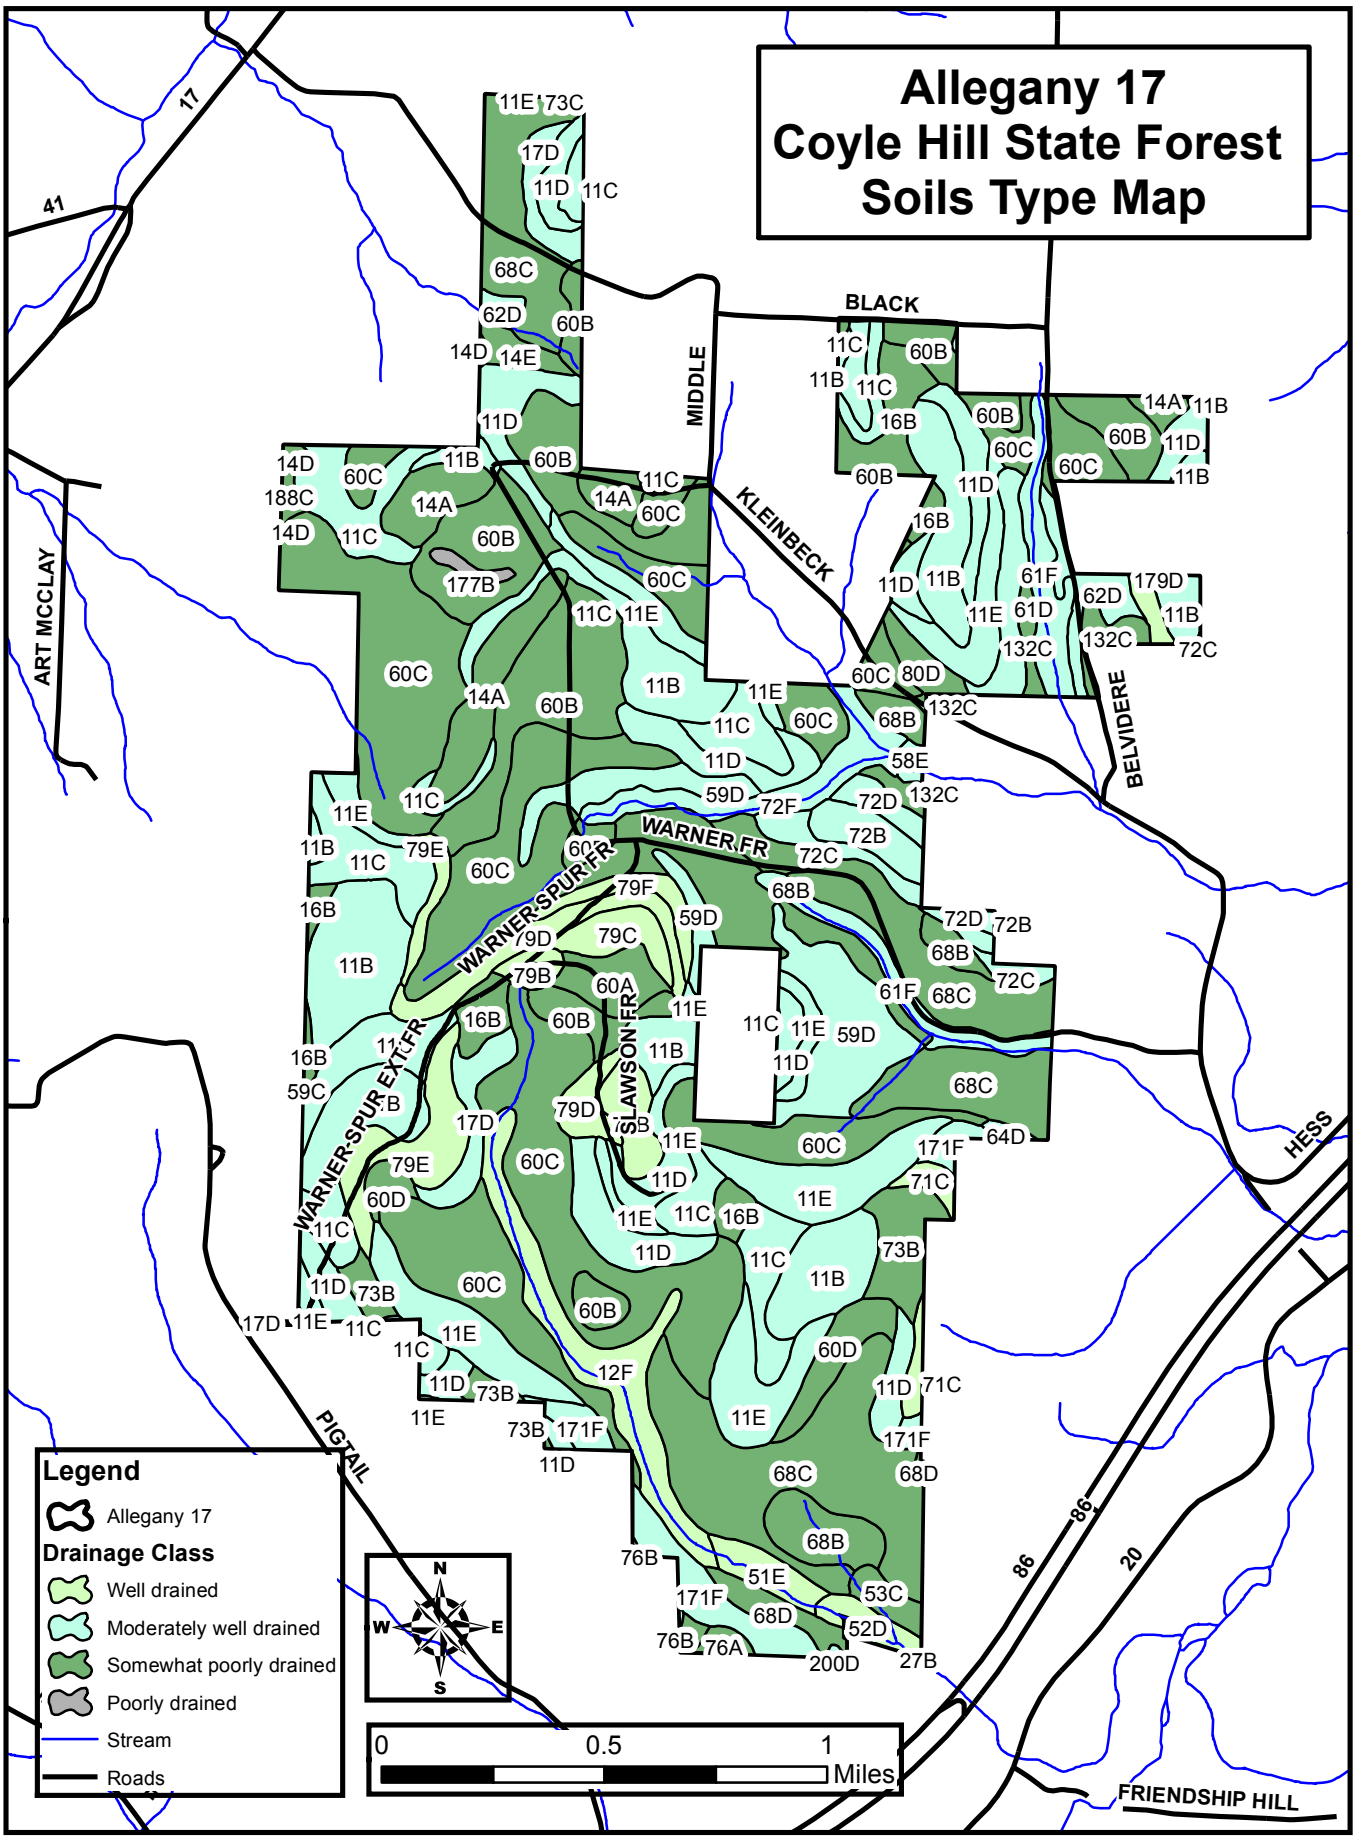 Allegany 17
Coyle Hill State Forest
Soils Type Map
17
41
11E 73C
17D
11D 11C
68C
62D
60B
14D 14E
11D
BLACK
MIDDLE
11C
60B
11B 11C
16B
60B
14A 11B
60B
60B 11D
60C
60C
11B
14D
60C
11B
60B
11C
188C
14A
14A
60C
14D
11C
60B
177B
60B
11D
16B
KLEINBECK
ART MCCLAY
60C
11C 11E
11D 11B
61F
179D
62D
11E 61D
11B
132C
132C
72C
60C
14A
60B
11B
11E
11C
60C
60C 80D
132C
68B
BELVIDERE
11D
58E
11C
11E
59D
72F
72D
132C
11B
11C
79E
60C
WARNER FR
72B
72C
WARNER-SPUR FR
79F
68B
16B
59D
79D
79C
72D 72B
68B
11B
79B
60A
72C
61F
68C
11E
16B
60B
11C
11E
59D
11B
11D
16B
59C
WARNER-SPUR EXT FR
SLAWSON FR
68C
17D
79D
11E
60C
64D
171F
79E
60C
11D
71C
60D
11E
11C
11E
16B
11C
11D
73B
11C
11B
11D
73B
60C
60B
17D 11E
11C
11E
11C
60D
12F
11D
73B
11D
71C
11E
11E
73B 171F
171F
11D
68C
68D
PIGTAIL
68B
76B
51E
53C
171F
68D
52D
76B 76A
200D
27B
HESS
86
86
20
FRIENDSHIP HILL
Legend
Allegany 17
Drainage Class
Well drained
Moderately well drained
Somewhat poorly drained
Poorly drained
Stream
Roads
N
W E
S
0 0.5 1
Miles